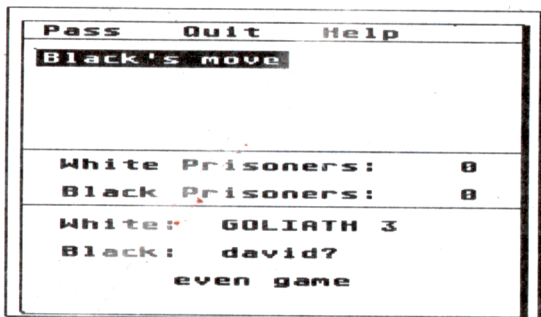 Pass Quit Help
Black's move
White Prisoners: 0
Black Prisoners: 0
White: GOLIATH 3
Black: david?
even game